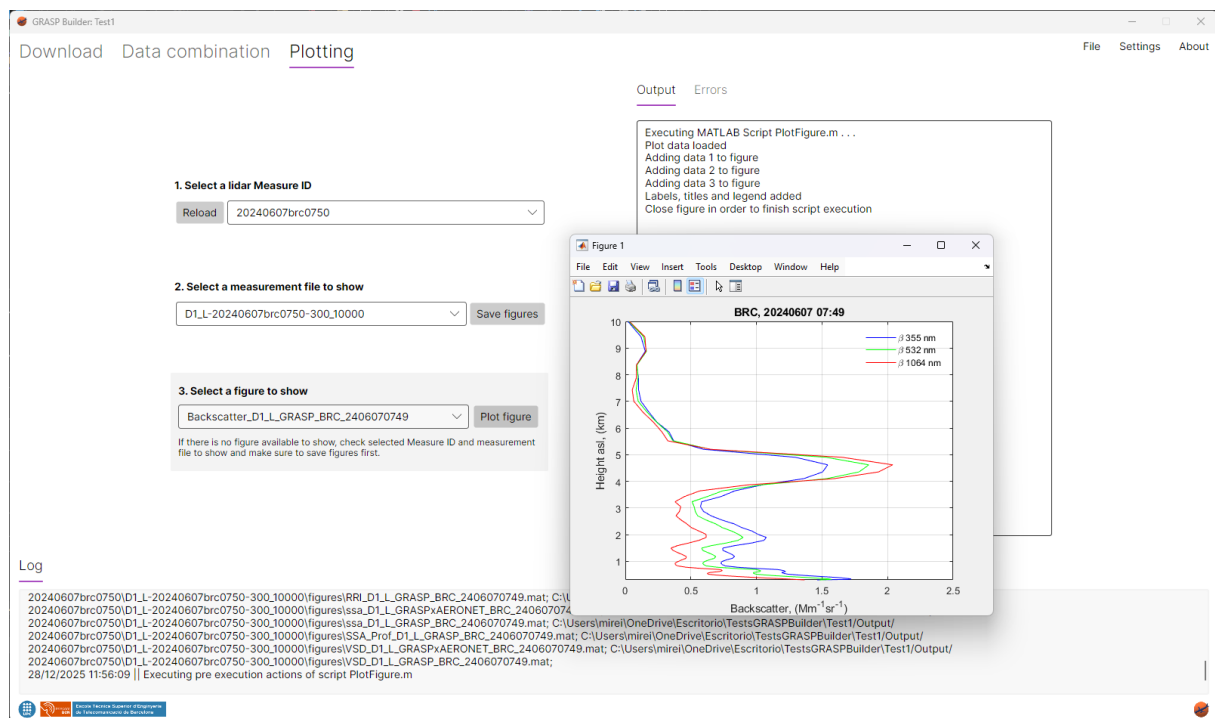 GRASP Builder: Test1
Download Data combination Plotting
File Settings About
Output Errors
Executing MATLAB Script PlotFigure.m . . .
Plot data loaded
Adding data 1 to figure
Adding data 2 to figure
Adding data 3 to figure
Labels, titles and legend added
Close figure in order to finish script execution
1. Select a lidar Measure ID
Reload 20240607brc0750
2. Select a measurement file to show
D1_L-20240607brc0750-300_10000 Save figures
3. Select a figure to show
Backscatter_D1_L_GRASP_BRC_2406070749 Plot figure
If there is no figure available to show, check selected Measure ID and measurement
file to show and make sure to save figures first.
Figure 1
File Edit View Insert Tools Desktop Window Help
BRC, 20240607 07:49
β 355 nm
β 532 nm
β 1064 nm
10
9
8
7
6
5
4
3
2
1
Height asl, (km)
0 0.5 1 1.5 2 2.5
Backscatter, (Mm⁻¹sr⁻¹)
Log
20240607brc0750\D1_L-20240607brc0750-300_10000\figures\RRI_D1_L_GRASP_BRC_2406070749.mat; C:\U
20240607brc0750\D1_L-20240607brc0750-300_10000\figures\ssa_D1_L_GRASPxAERONET_BRC_24060707
20240607brc0750\D1_L-20240607brc0750-300_10000\figures\ssa_D1_L_GRASP_BRC_2406070749.mat; C:\Users\mirei\OneDrive\Escritorio\TestsGRASPBuilder\Test1/Output/
20240607brc0750\D1_L-20240607brc0750-300_10000\figures\SSA_Prof_D1_L_GRASP_BRC_2406070749.mat; C:\Users\mirei\OneDrive\Escritorio\TestsGRASPBuilder\Test1/Output/
20240607brc0750\D1_L-20240607brc0750-300_10000\figures\VSD_D1_L_GRASPxAERONET_BRC_2406070749.mat; C:\Users\mirei\OneDrive\Escritorio\TestsGRASPBuilder\Test1/Output/
20240607brc0750\D1_L-20240607brc0750-300_10000\figures\VSD_D1_L_GRASP_BRC_2406070749.mat;
28/12/2025 11:56:09 || Executing pre execution actions of script PlotFigure.m
Escola Tècnica Superior d'Enginyeria
de Telecomunicació de Barcelona